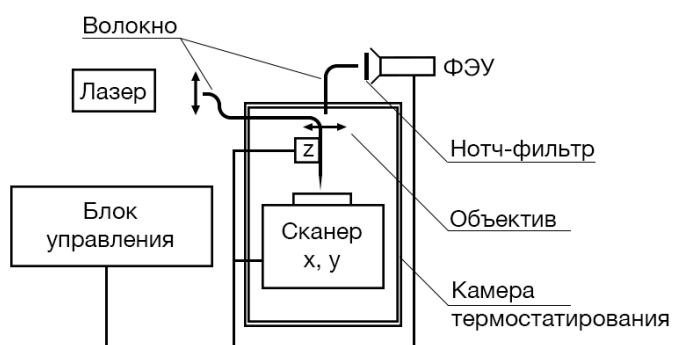 Волокно
ФЭУ
Лазер
Нотч-фильтр
z
Блок
управления
Сканер
x, y
Объектив
Камера
термостатирования